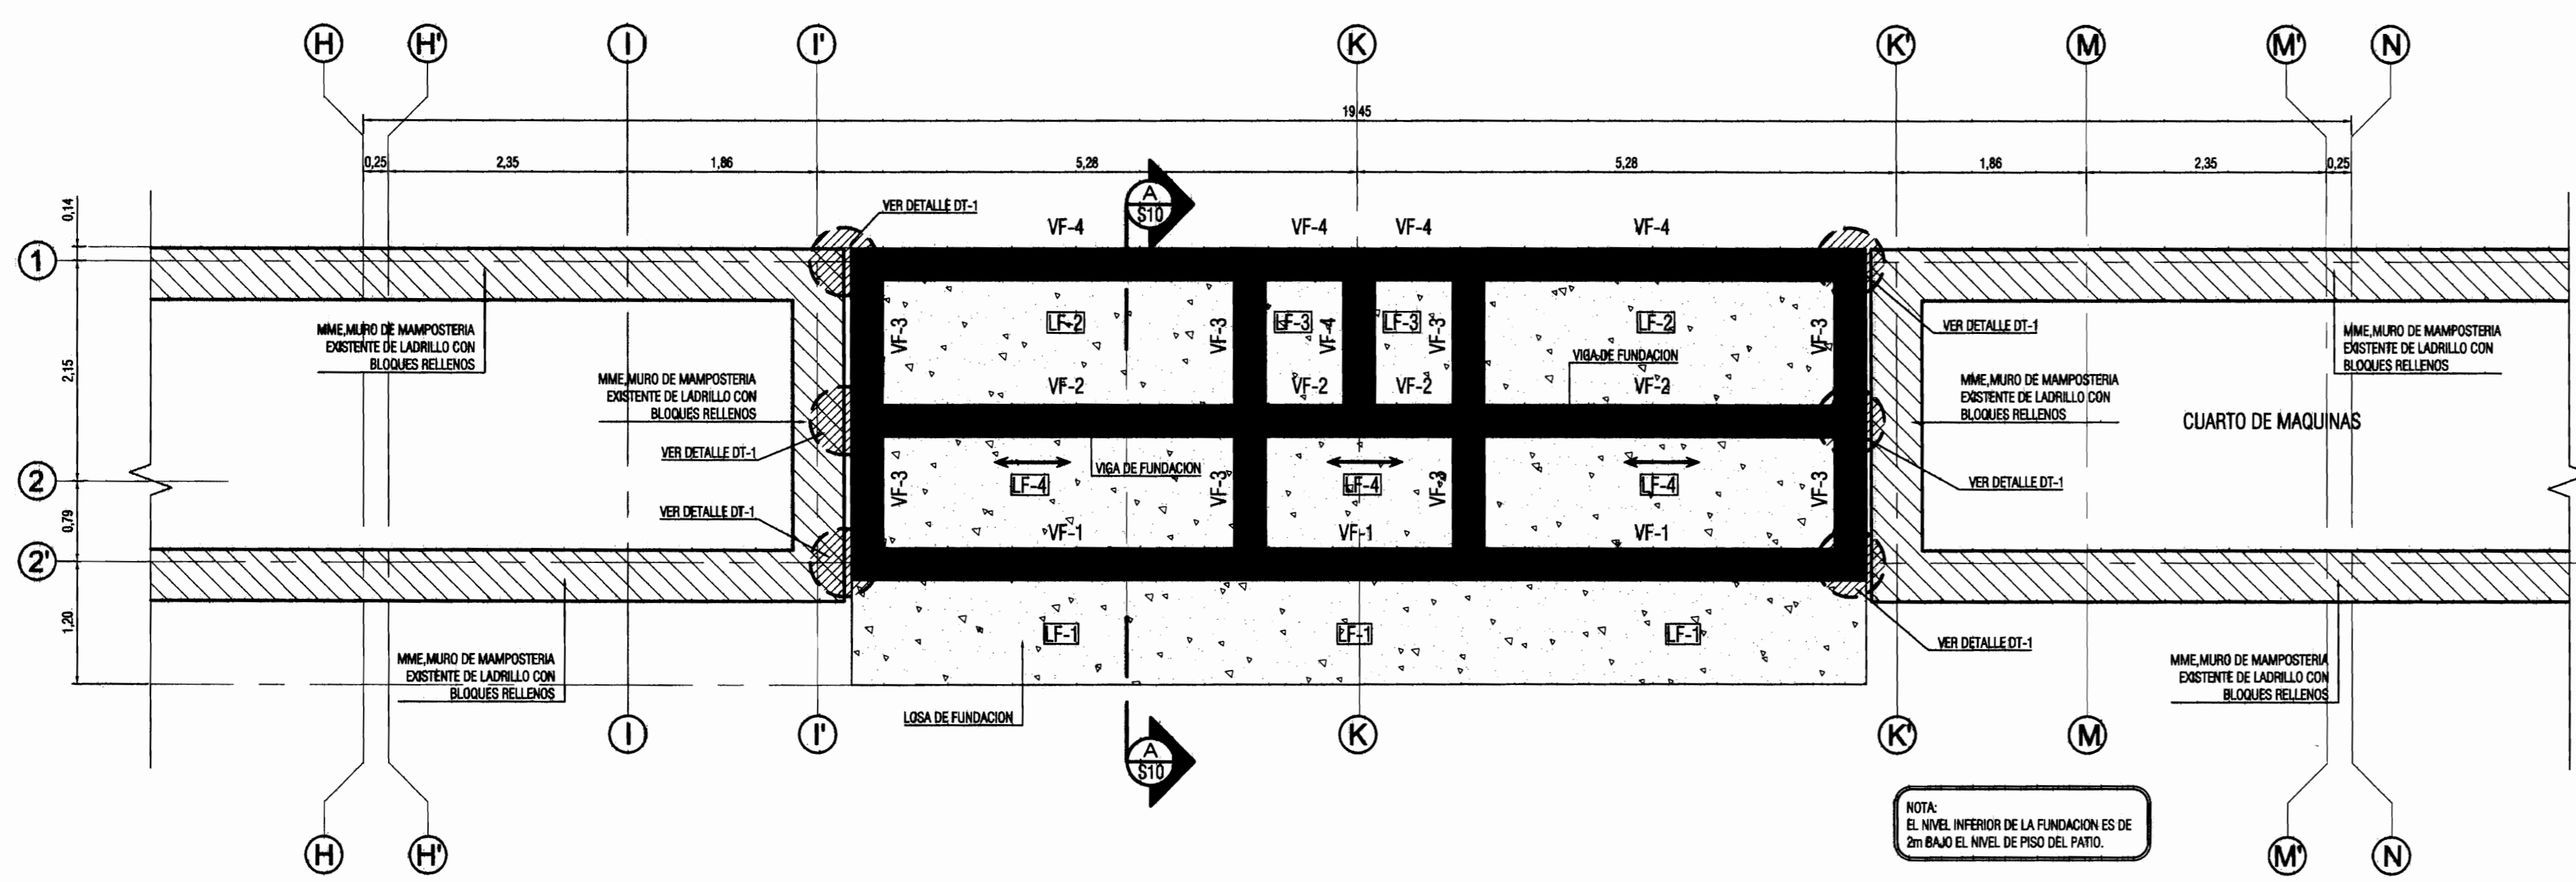 H H' I I' K K' M M' N
19,45
0,25 2,35 1,86 5,28 5,28 1,86 2,35 0,25
0,14
A
S10
VER DETALLE DT-1
VF-4 VF-4 VF-4 VF-4
1
2,15
MME,MURO DE MAMPOSTERIA
EXISTENTE DE LADRILLO CON
BLOQUES RELLENOS
MME,MURO DE MAMPOSTERIA
EXISTENTE DE LADRILLO CON
BLOQUES RELLENOS
VF-3 LF-2 VF-3 LF-3 VF-4 LF-3 VF-3 LF-2 VF-3
VIGA DE FUNDACION
VF-2 VF-2 VF-2 VF-2
VER DETALLE DT-1
MME,MURO DE MAMPOSTERIA
EXISTENTE DE LADRILLO CON
BLOQUES RELLENOS
MME,MURO DE MAMPOSTERIA
EXISTENTE DE LADRILLO CON
BLOQUES RELLENOS
CUARTO DE MAQUINAS
VER DETALLE DT-1
VIGA DE FUNDACION
2
VF-3 LF-4 VF-3 LF-4 VF-3 LF-4 VF-3
VER DETALLE DT-1
VER DETALLE DT-1
0,79
VF-1 VF-1 VF-1
2'
1,20
LF-1 LF-1 LF-1
VER DETALLE DT-1
MME,MURO DE MAMPOSTERIA
EXISTENTE DE LADRILLO CON
BLOQUES RELLENOS
MME,MURO DE MAMPOSTERIA
EXISTENTE DE LADRILLO CON
BLOQUES RELLENOS
LOSA DE FUNDACION
I I' K K' M
A
S10
NOTA:
EL NIVEL INFERIOR DE LA FUNDACION ES DE
2m BAJO EL NIVEL DE PISO DEL PATIO.
H H' M' N